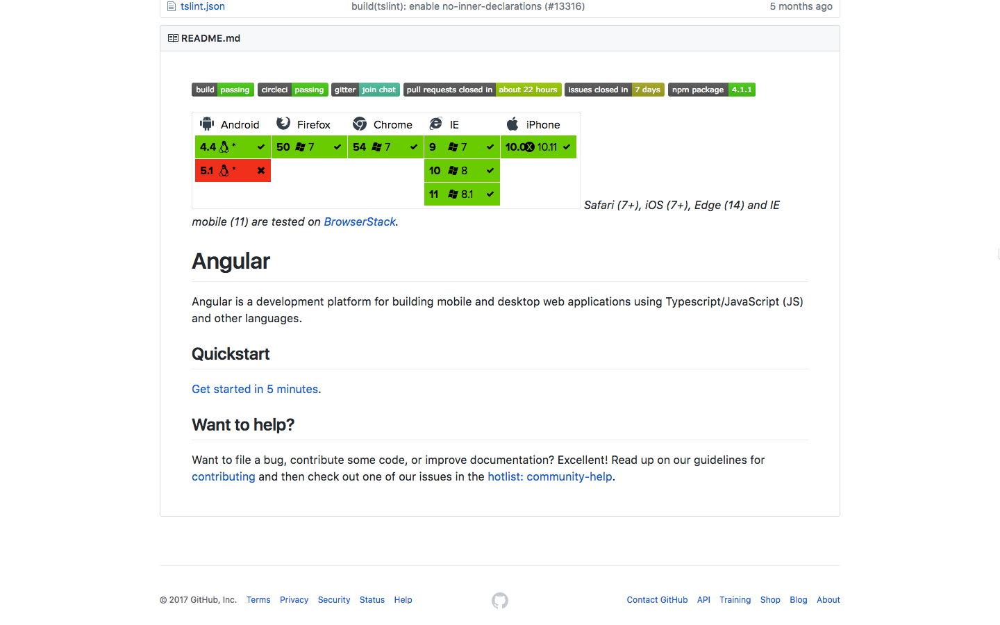 tslint.json build(tslint): enable no-inner-declarations (#13316) 5 months ago
README.md
build passing circleci passing gitter join chat pull requests closed in about 22 hours issues closed in 7 days npm package 4.1.1
Android Firefox Chrome IE iPhone
4.4 * 50 7 54 7 9 7 10.0 10.11
5.1 * 10 8
11 8.1
Safari (7+), iOS (7+), Edge (14) and IE
mobile (11) are tested on BrowserStack.
Angular
Angular is a development platform for building mobile and desktop web applications using Typescript/JavaScript (JS)
and other languages.
Quickstart
Get started in 5 minutes.
Want to help?
Want to file a bug, contribute some code, or improve documentation? Excellent! Read up on our guidelines for
contributing and then check out one of our issues in the hotlist: community-help.
© 2017 GitHub, Inc. Terms Privacy Security Status Help Contact GitHub API Training Shop Blog About